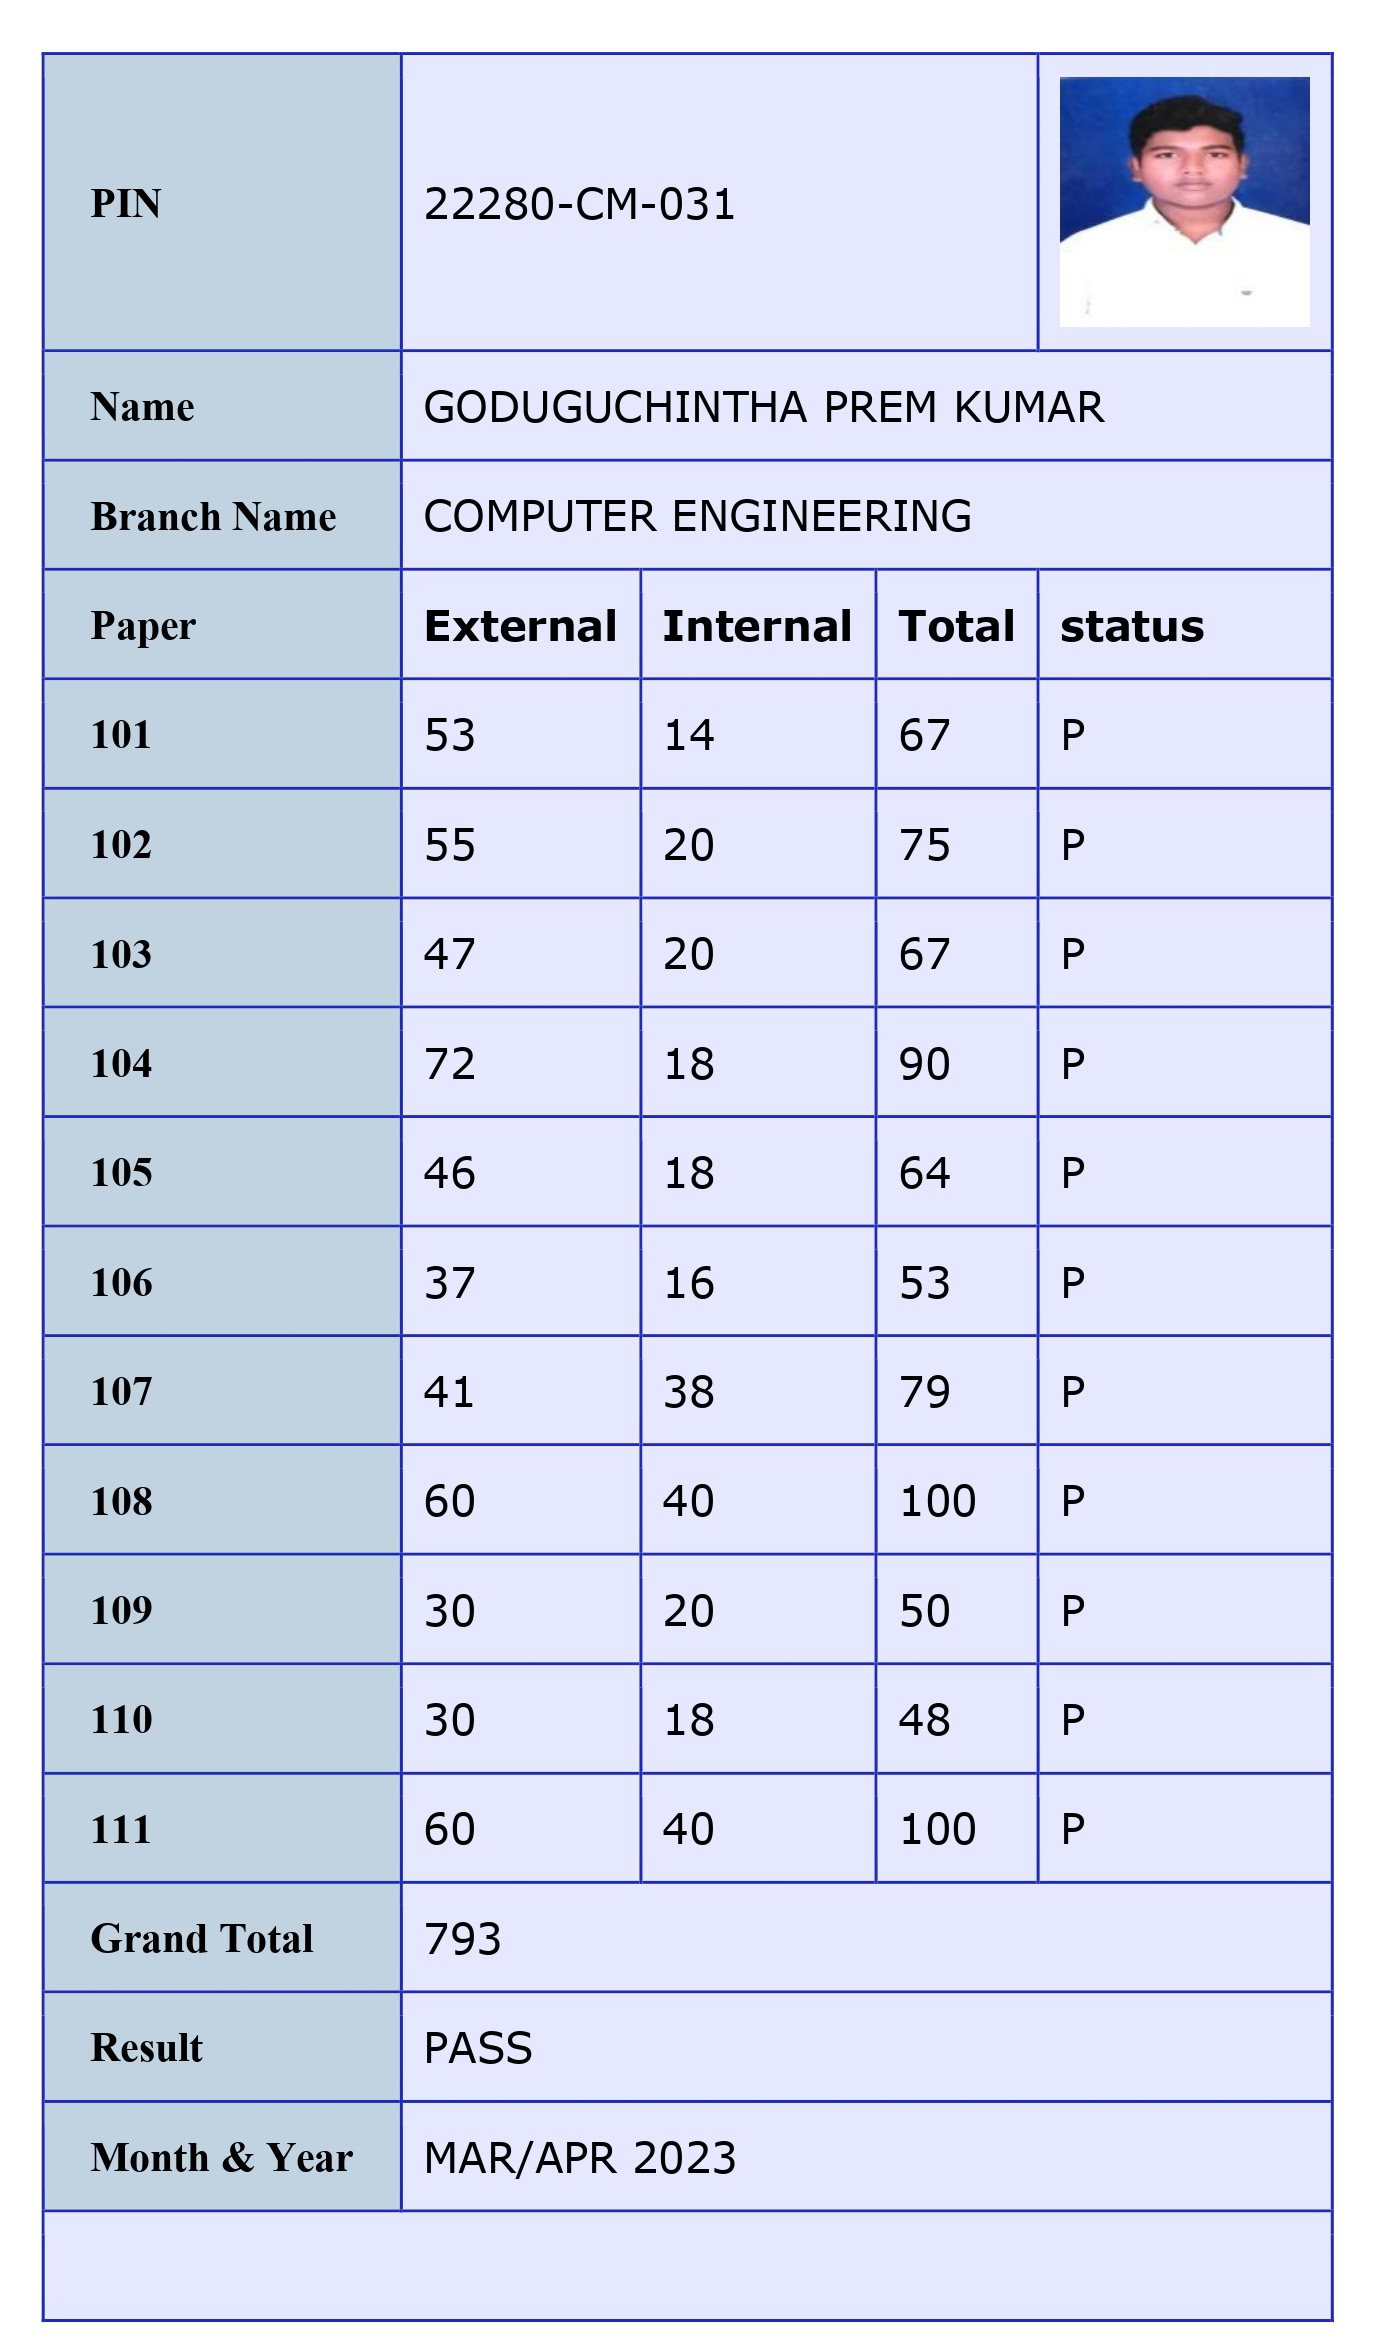 PIN 22280-CM-031
Name GODUGUCHINTHA PREM KUMAR
Branch Name COMPUTER ENGINEERING
Paper External Internal Total status
101 53 14 67 P
102 55 20 75 P
103 47 20 67 P
104 72 18 90 P
105 46 18 64 P
106 37 16 53 P
107 41 38 79 P
108 60 40 100 P
109 30 20 50 P
110 30 18 48 P
111 60 40 100 P
Grand Total 793
Result PASS
Month & Year MAR/APR 2023